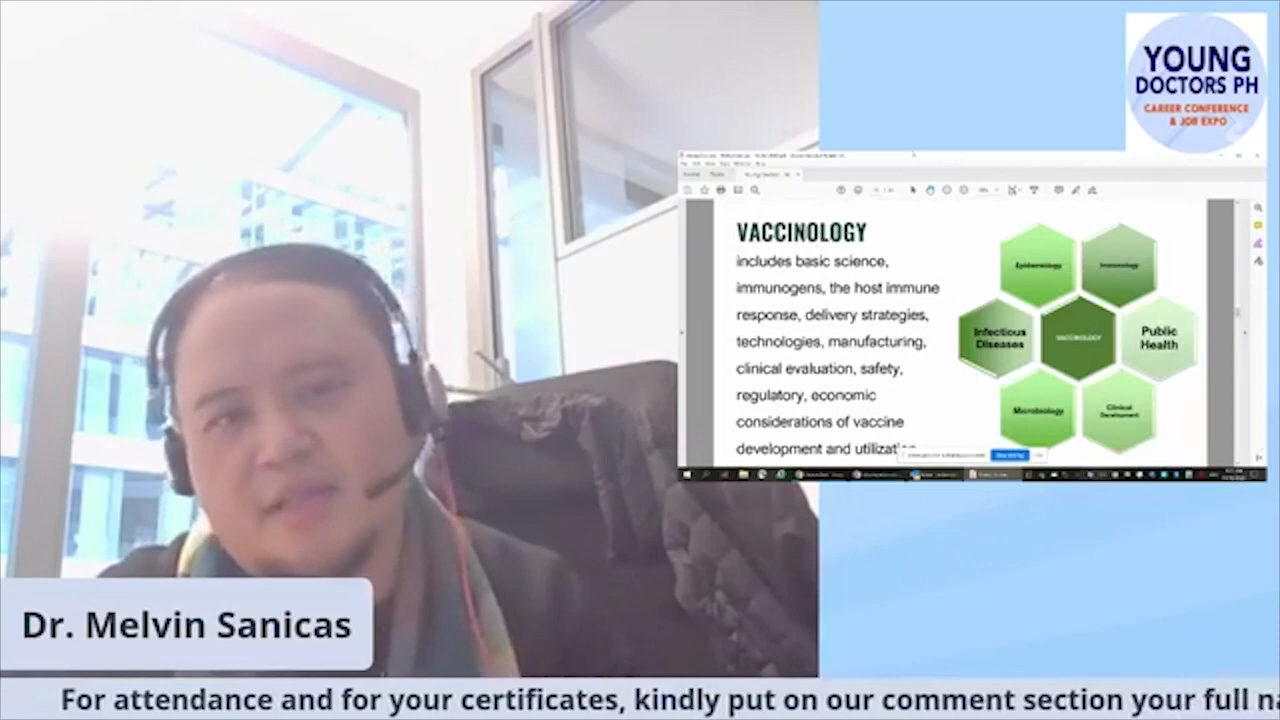 YOUNG
DOCTORS PH
CAREER CONFERENCE
& JOB EXPO
VACCINOLOGY
includes basic science,
immunogens, the host immune
response, delivery strategies,
technologies, manufacturing,
clinical evaluation, safety,
regulatory, economic
considerations of vaccine
development and utilizatio
Epidemiology
Immunology
Infectious
Diseases
VACCINOLOGY
Public
Health
Microbiology
Clinical
Development
Dr. Melvin Sanicas
For attendance and for your certificates, kindly put on our comment section your full na